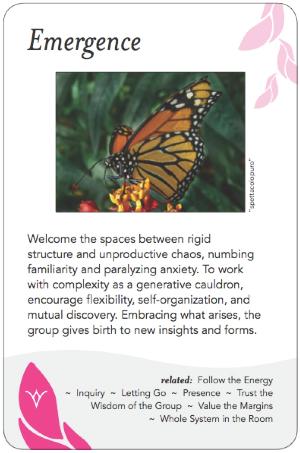 Emergence
"spettacolopuro"
Welcome the spaces between rigid
structure and unproductive chaos, numbing
familiarity and paralyzing anxiety. To work
with complexity as a generative cauldron,
encourage flexibility, self-organization, and
mutual discovery. Embracing what arises, the
group gives birth to new insights and forms.
related: Follow the Energy
~ Inquiry ~ Letting Go ~ Presence ~ Trust the
Wisdom of the Group ~ Value the Margins
~ Whole System in the Room